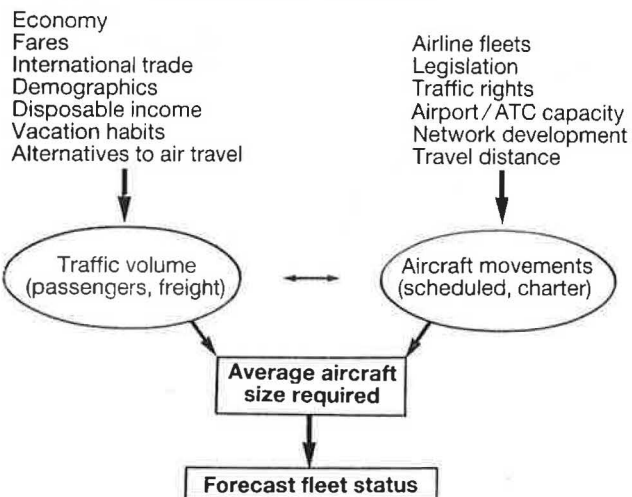 Economy
Fares
International trade
Demographics
Disposable income
Vacation habits
Alternatives to air travel
Airline fleets
Legislation
Traffic rights
Airport/ATC capacity
Network development
Travel distance
Traffic volume
(passengers, freight)
Aircraft movements
(scheduled, charter)
Average aircraft
size required
Forecast fleet status